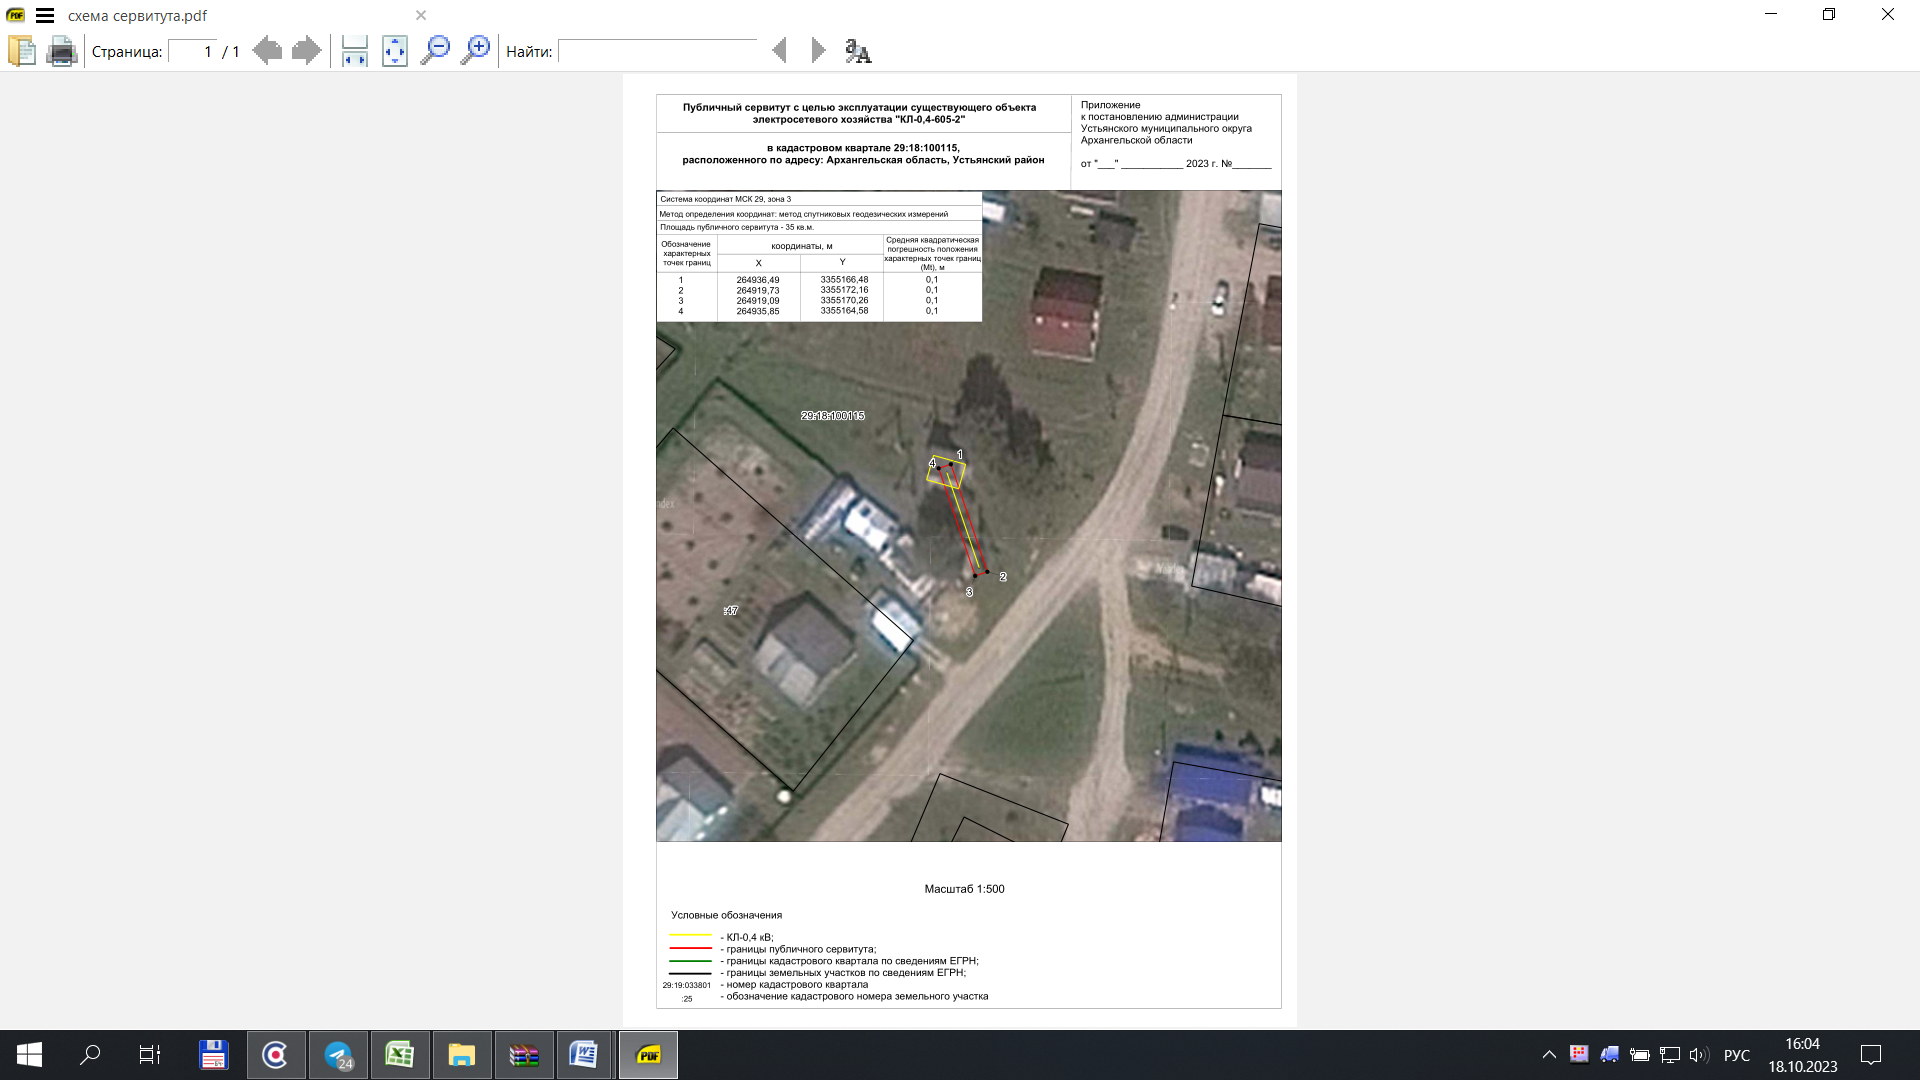 схема сервитута.pdf
Страница: 1 / 1
Найти:
Публичный сервитут с целью эксплуатации существующего объекта
электросетевого хозяйства "КЛ-0,4-605-2"
в кадастровом квартале 29:18:100115,
расположенного по адресу: Архангельская область, Устьянский район
Приложение
к постановлению администрации
Устьянского муниципального округа
Архангельской области
от "___" ___________ 2023 г. №_______
Система координат МСК 29, зона 3
Метод определения координат: метод спутниковых геодезических измерений
Площадь публичного сервитута - 35 кв.м.
Обозначение
характерных
точек границ
координаты, м
X Y
Средняя квадратическая
погрешность положения
характерных точек границ
(Mt), м
1 264936,49 3355166,48 0,1
2 264919,73 3355172,16 0,1
3 264919,09 3355170,26 0,1
4 264935,85 3355164,58 0,1
29:18:100115
1
4
2
3
:47
Масштаб 1:500
Условные обозначения
- КЛ-0,4 кВ;
- границы публичного сервитута;
- границы кадастрового квартала по сведениям ЕГРН;
- границы земельных участков по сведениям ЕГРН;
29:19:033801 - номер кадастрового квартала
:25 - обозначение кадастрового номера земельного участка
24
PDF
РУС
16:04
18.10.2023